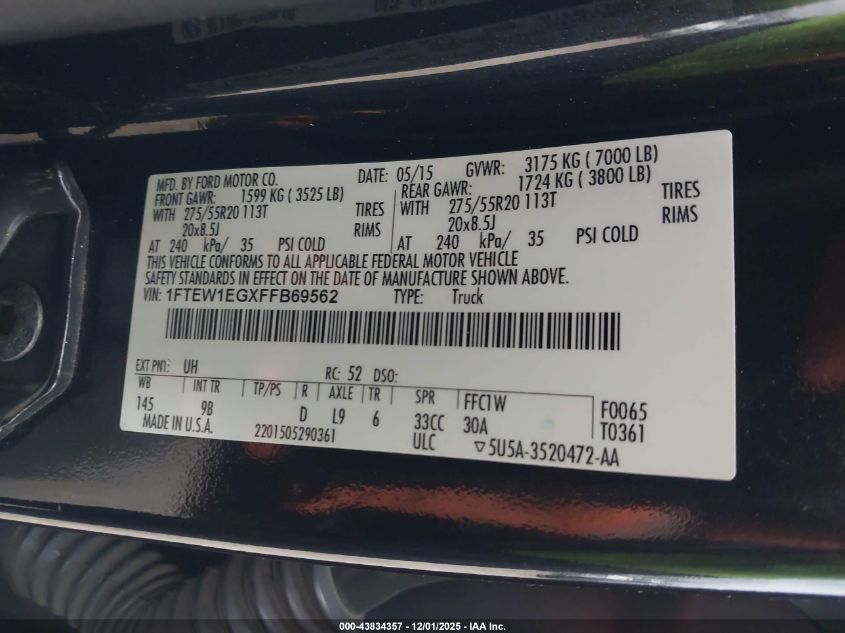 MFD. BY FORD MOTOR CO. DATE: 05/15 GVWR: 3175 KG ( 7000 LB)
FRONT GAWR: 1599 KG ( 3525 LB) REAR GAWR: 1724 KG ( 3800 LB)
WITH 275/55R20 113T TIRES WITH 275/55R20 113T TIRES
20x8.5J RIMS 20x8.5J RIMS
AT 240 kPa/ 35 PSI COLD AT 240 kPa/ 35 PSI COLD
THIS VEHICLE CONFORMS TO ALL APPLICABLE FEDERAL MOTOR VEHICLE
SAFETY STANDARDS IN EFFECT ON THE DATE OF MANUFACTURE SHOWN ABOVE.
VIN: 1FTEW1EGXFFB69562 TYPE: Truck
EXT PNT: UH RC: 52 DSO:
WB INT TR TP/PS R AXLE TR SPR FFC1W F0065
145 9B D L9 6 33CC 30A T0361
MADE IN U.S.A. 2201505290361 ULC ▽5U5A-3520472-AA
000-43834357 - 12/01/2025 - IAA Inc.